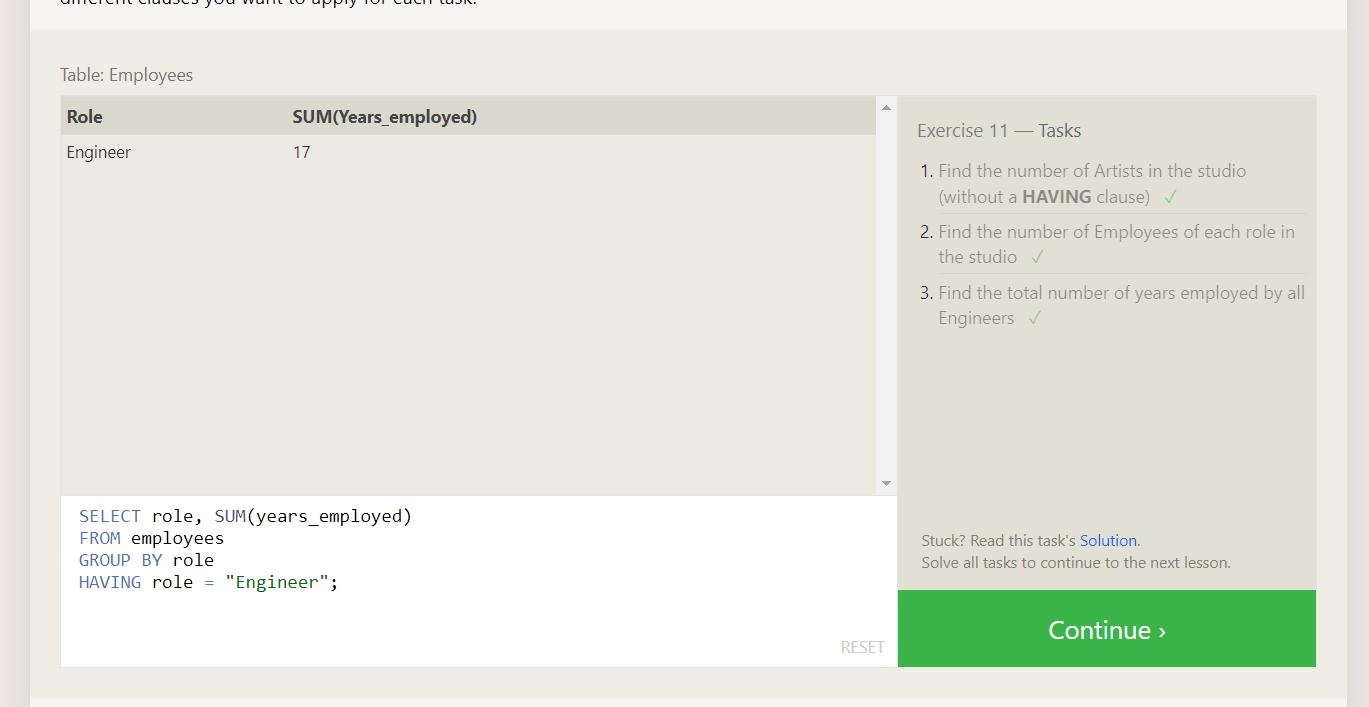 different clauses you want to apply for each task.
Table: Employees
Role SUM(Years_employed)
Engineer 17
SELECT role, SUM(years_employed)
FROM employees
GROUP BY role
HAVING role = "Engineer";
RESET
Exercise 11 — Tasks
1. Find the number of Artists in the studio
(without a HAVING clause) ✓
2. Find the number of Employees of each role in
the studio ✓
3. Find the total number of years employed by all
Engineers ✓
Stuck? Read this task's Solution.
Solve all tasks to continue to the next lesson.
Continue ›